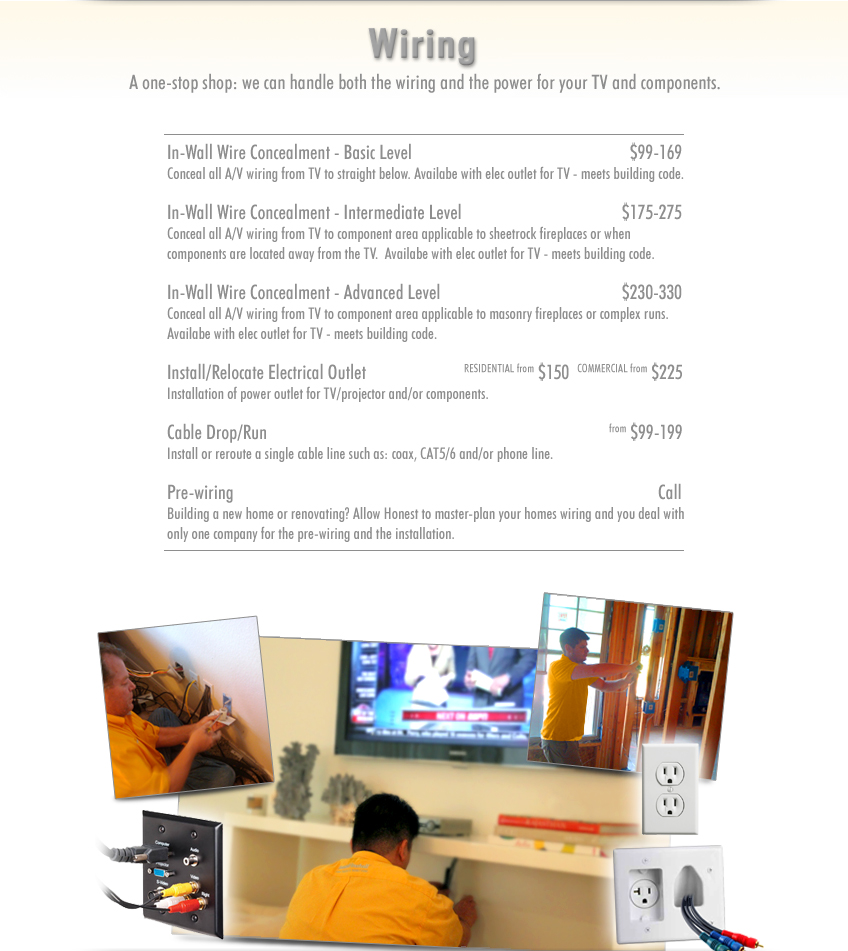 Wiring
A one-stop shop: we can handle both the wiring and the power for your TV and components.
In-Wall Wire Concealment - Basic Level $99-169
Conceal all A/V wiring from TV to straight below. Availabe with elec outlet for TV - meets building code.
In-Wall Wire Concealment - Intermediate Level $175-275
Conceal all A/V wiring from TV to component area applicable to sheetrock fireplaces or when
components are located away from the TV. Availabe with elec outlet for TV - meets building code.
In-Wall Wire Concealment - Advanced Level $230-330
Conceal all A/V wiring from TV to component area applicable to masonry fireplaces or complex runs.
Availabe with elec outlet for TV - meets building code.
Install/Relocate Electrical Outlet RESIDENTIAL from $150 COMMERCIAL from $225
Installation of power outlet for TV/projector and/or components.
Cable Drop/Run from $99-199
Install or reroute a single cable line such as: coax, CAT5/6 and/or phone line.
Pre-wiring Call
Building a new home or renovating? Allow Honest to master-plan your homes wiring and you deal with
only one company for the pre-wiring and the installation.
NEXT ON
Computer
Audio
Video
Right